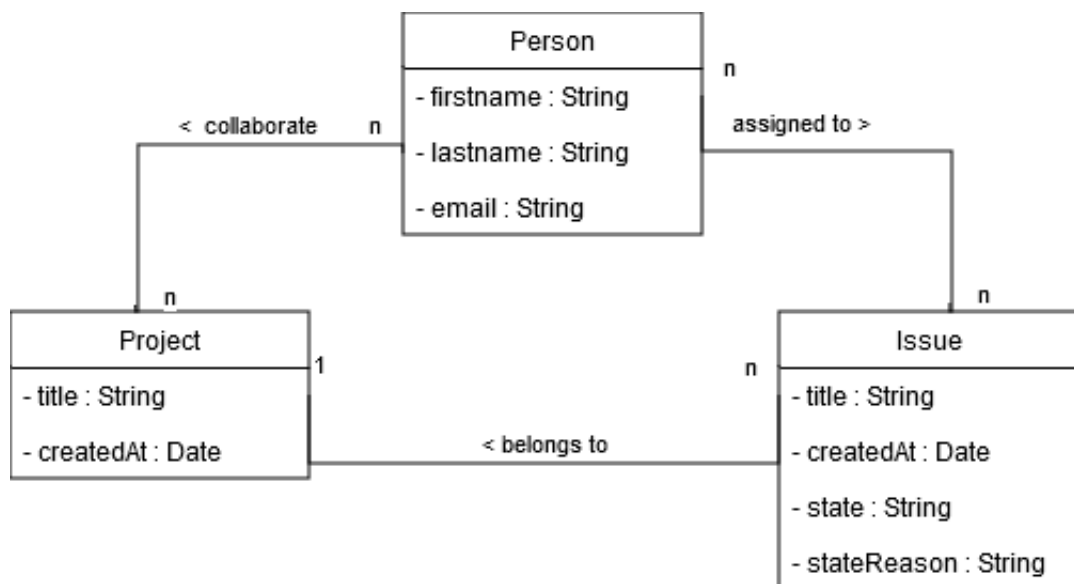 Person
n
- firstname : String
< collaborate n
assigned to >
- lastname : String
- email : String
n
n
Project
Issue
1
n
- title : String
- title : String
- createdAt : Date
< belongs to
- createdAt : Date
- state : String
- stateReason : String